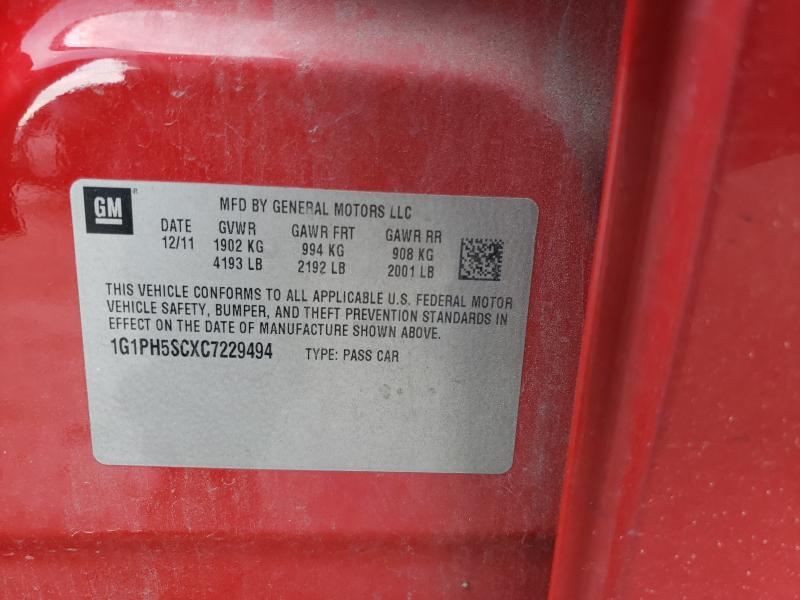 GM ®
MFD BY GENERAL MOTORS LLC
DATE GVWR GAWR FRT GAWR RR
12/11 1902 KG 994 KG 908 KG
4193 LB 2192 LB 2001 LB
THIS VEHICLE CONFORMS TO ALL APPLICABLE U.S. FEDERAL MOTOR
VEHICLE SAFETY, BUMPER, AND THEFT PREVENTION STANDARDS IN
EFFECT ON THE DATE OF MANUFACTURE SHOWN ABOVE.
1G1PH5SCXC7229494 TYPE: PASS CAR